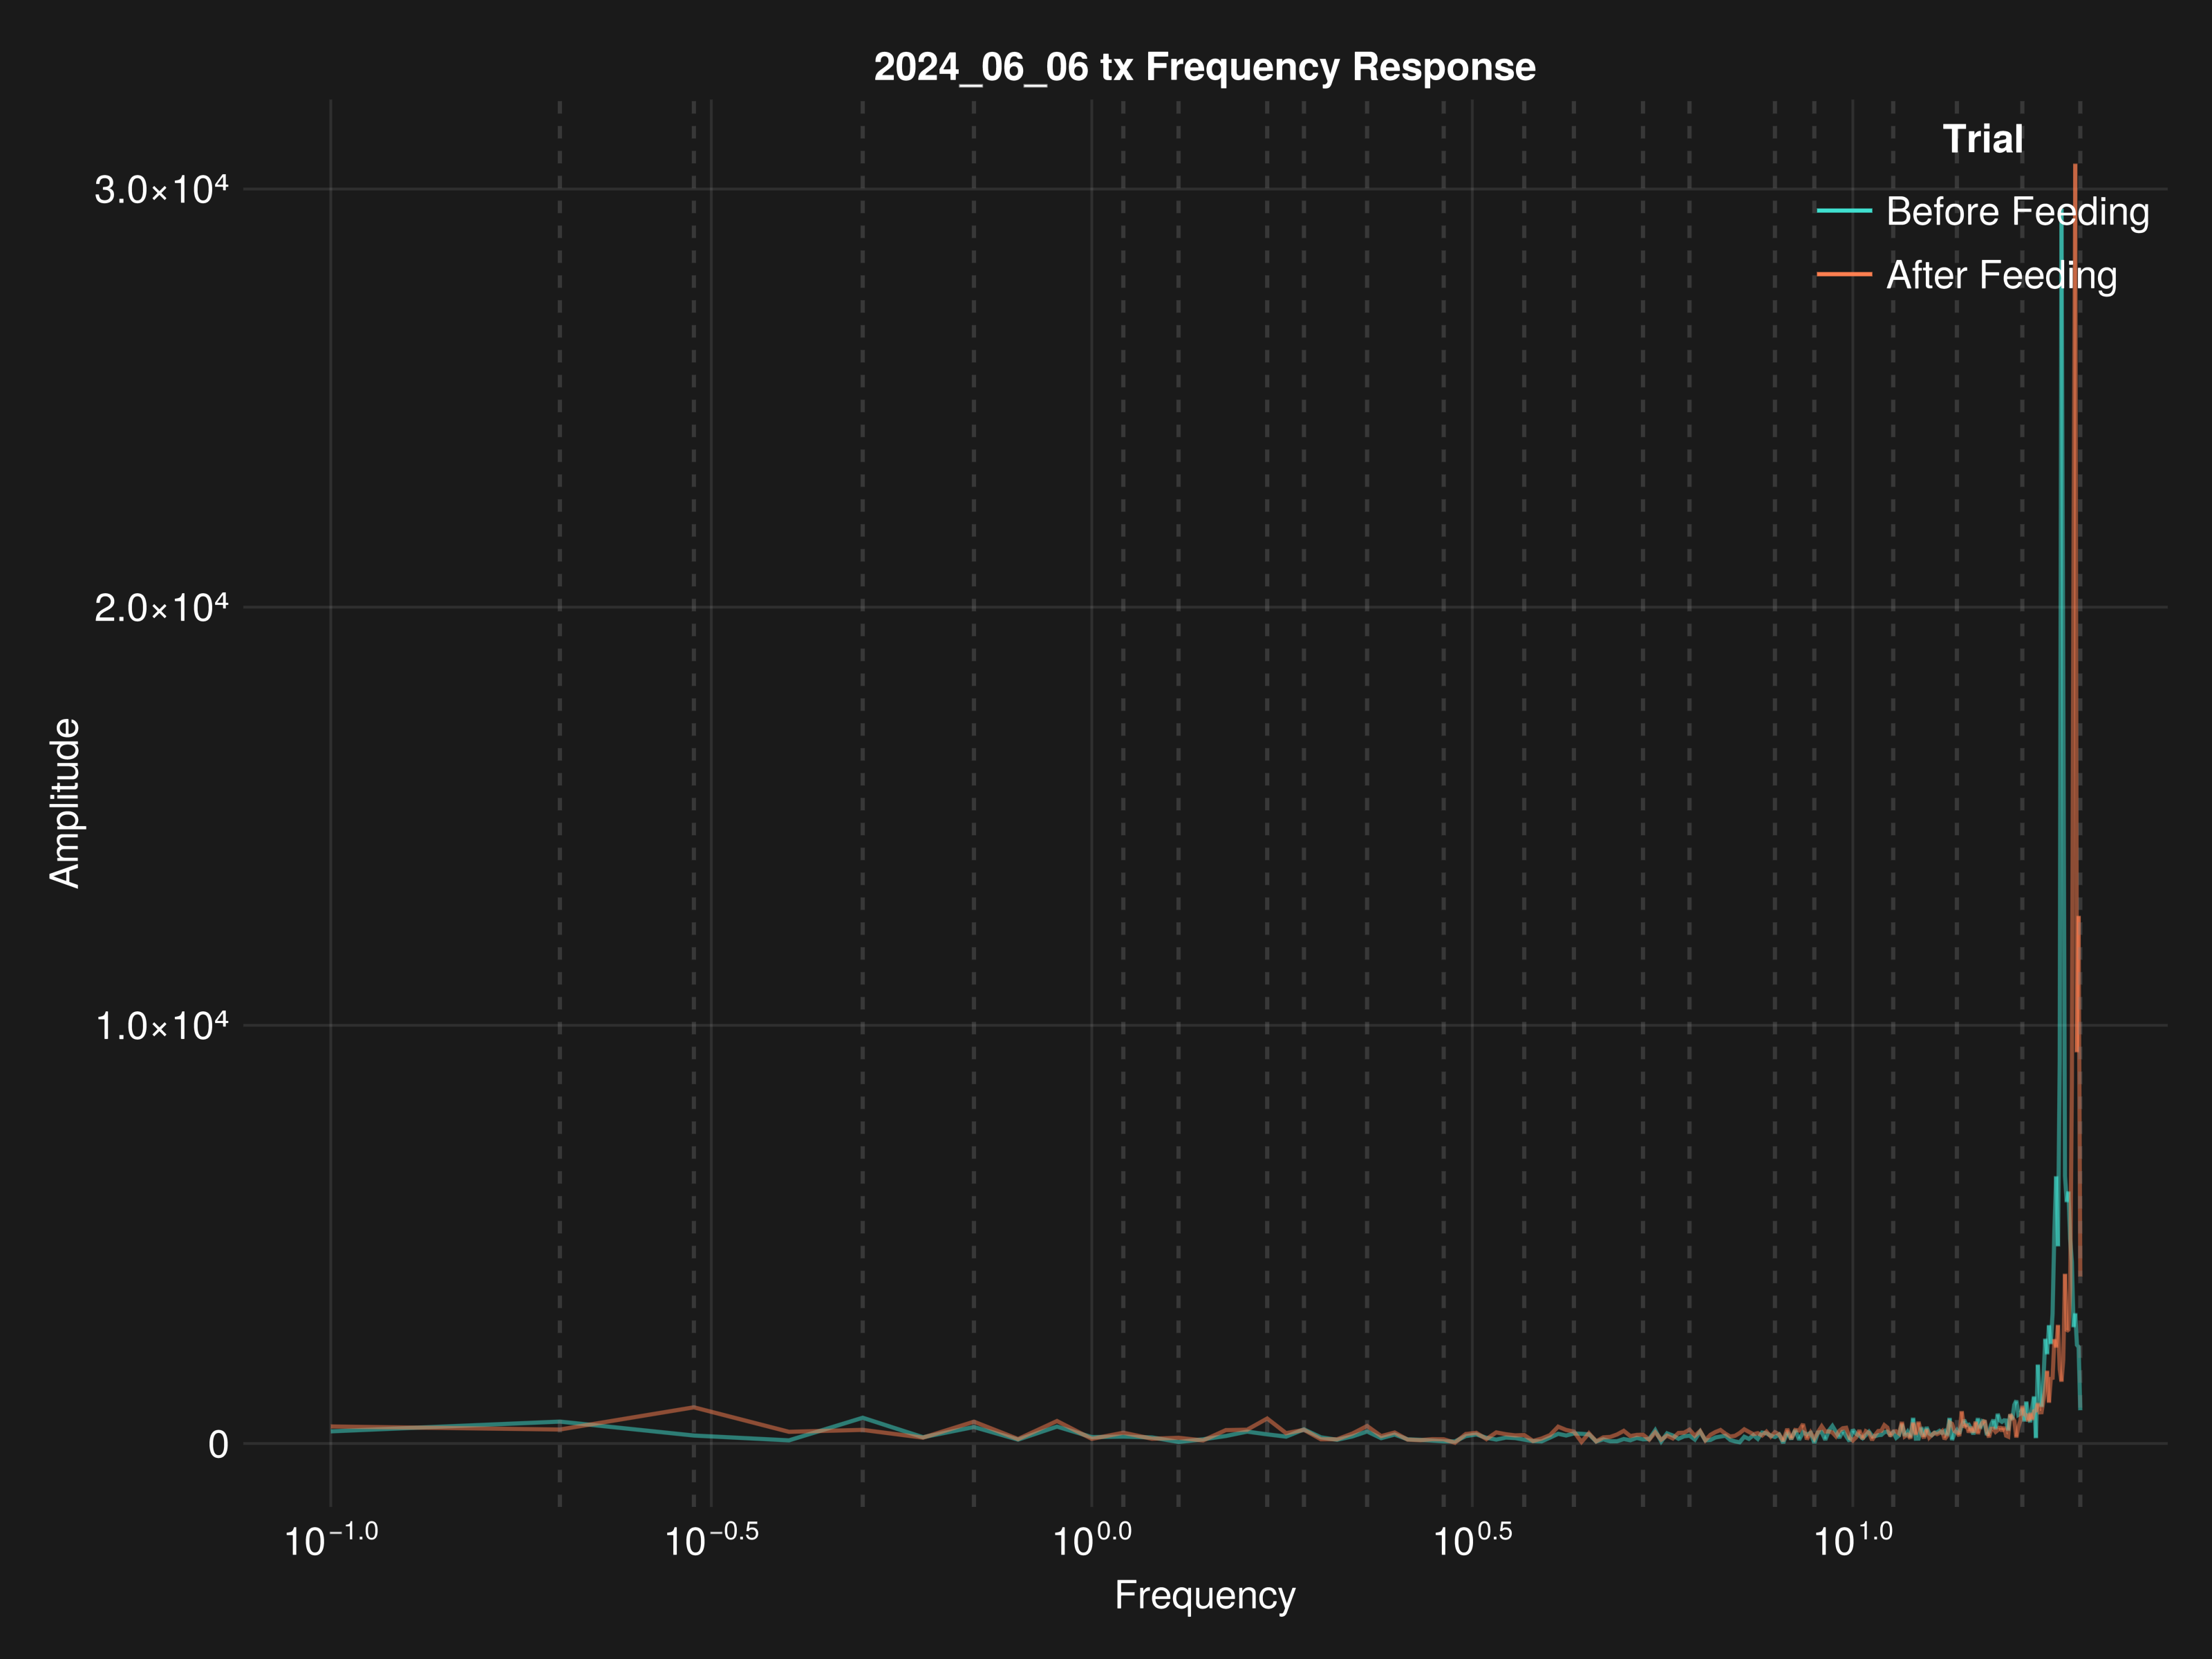 2024_06_06 tx Frequency Response
Trial
Before Feeding
After Feeding
3.0×10⁴
2.0×10⁴
1.0×10⁴
0
Amplitude
10⁻¹·⁰
10⁻⁰·⁵
10⁰·⁰
10⁰·⁵
10¹·⁰
Frequency